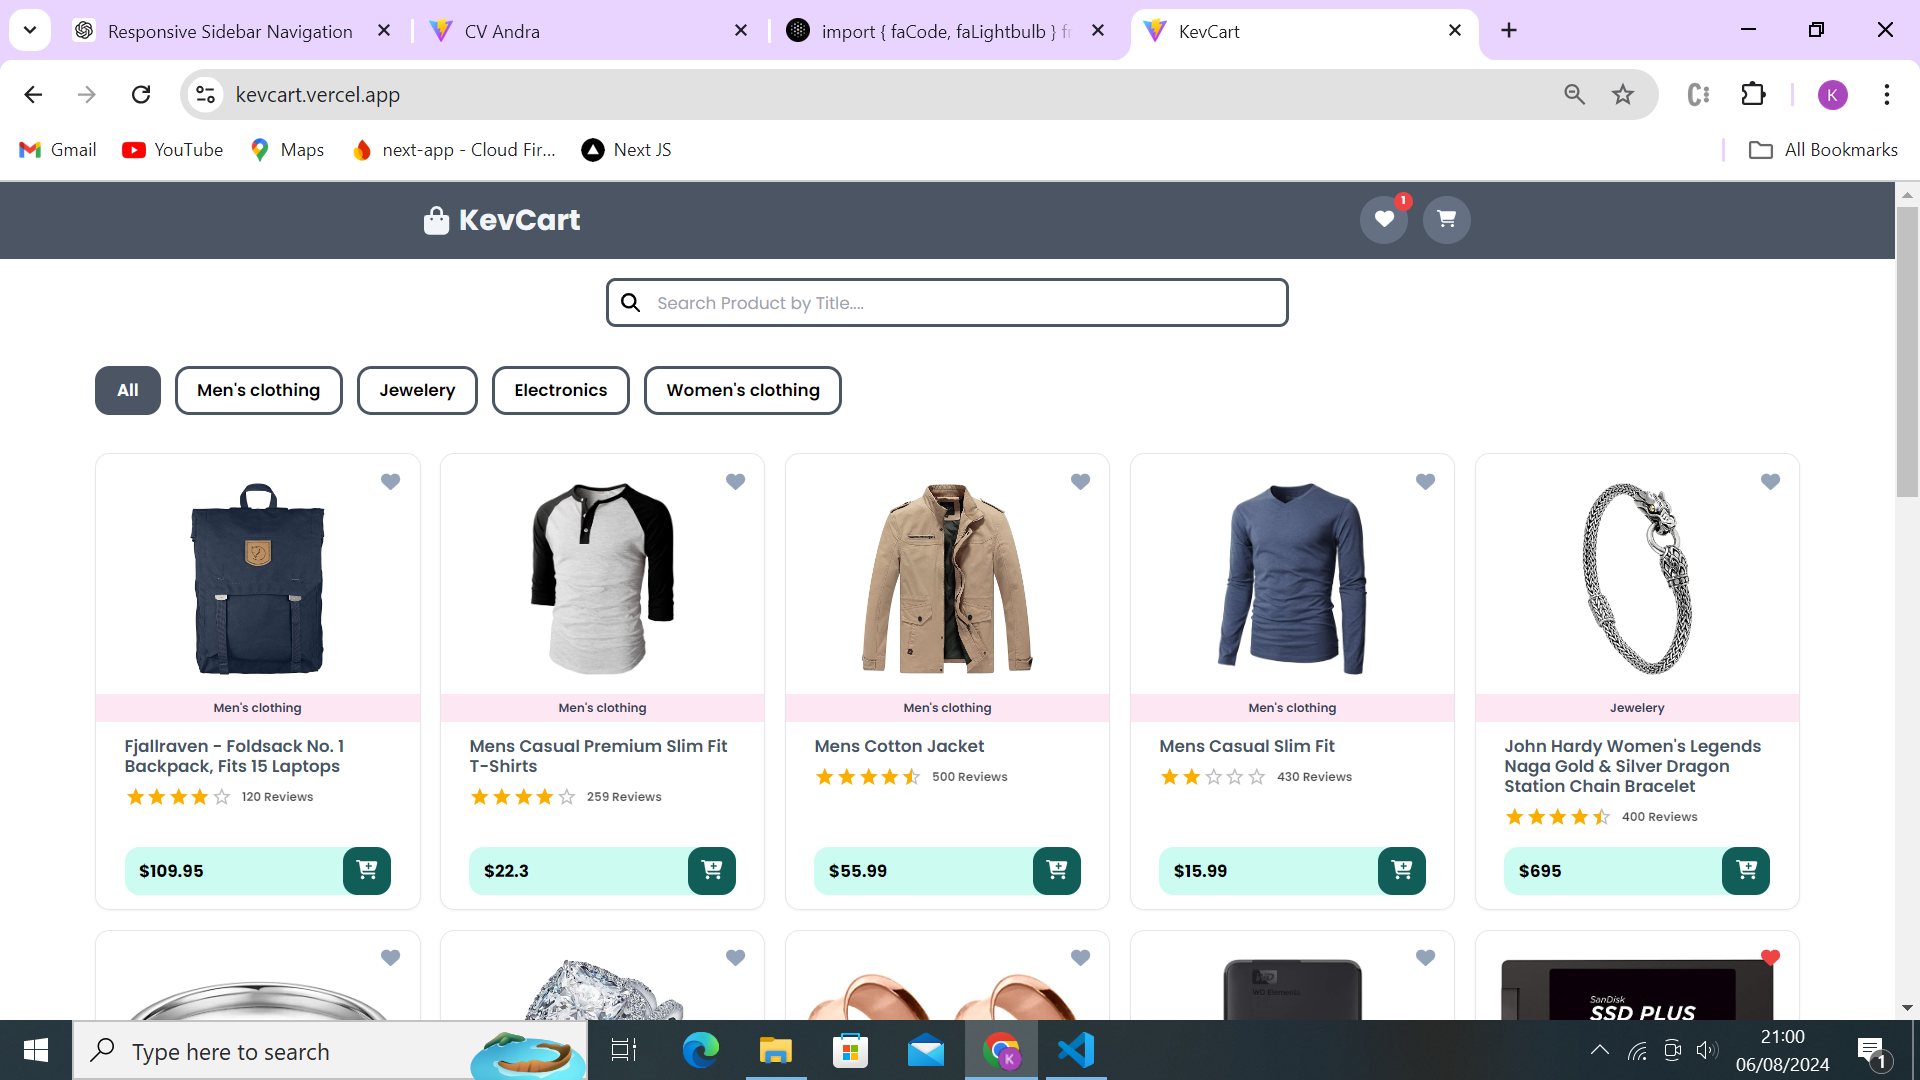 Responsive Sidebar Navigation
CV Andra
import { faCode, faLightbulb } fr
KevCart
kevcart.vercel.app
K
Gmail
YouTube
Maps
next-app - Cloud Fir...
Next JS
All Bookmarks
KevCart
1
Search Product by Title....
All
Men's clothing
Jewelery
Electronics
Women's clothing
Men's clothing
Men's clothing
Men's clothing
Men's clothing
Jewelery
Fjallraven - Foldsack No. 1
Backpack, Fits 15 Laptops
120 Reviews
$109.95
Mens Casual Premium Slim Fit
T-Shirts
259 Reviews
$22.3
Mens Cotton Jacket
500 Reviews
$55.99
Mens Casual Slim Fit
430 Reviews
$15.99
John Hardy Women's Legends
Naga Gold & Silver Dragon
Station Chain Bracelet
400 Reviews
$695
WD Elements
SanDisk
SSD PLUS
Type here to search
K
21:00
06/08/2024
1